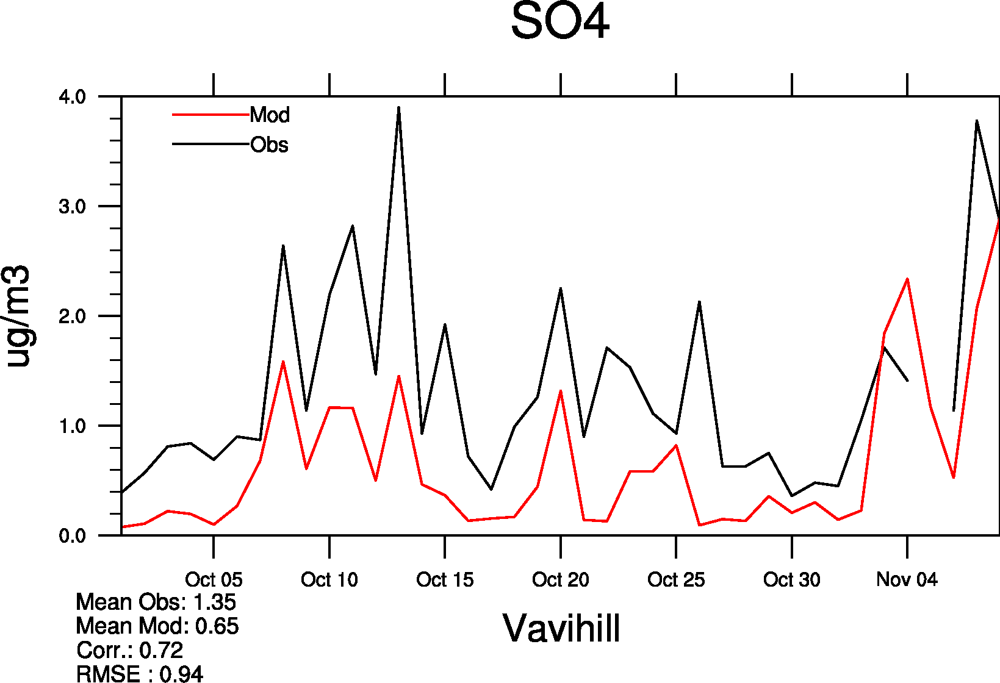 SO4
4.0
3.0
2.0
1.0
0.0
ug/m3
Mod
Obs
Oct 05 Oct 10 Oct 15 Oct 20 Oct 25 Oct 30 Nov 04
Mean Obs: 1.35
Mean Mod: 0.65
Corr.: 0.72
RMSE : 0.94
Vavihill